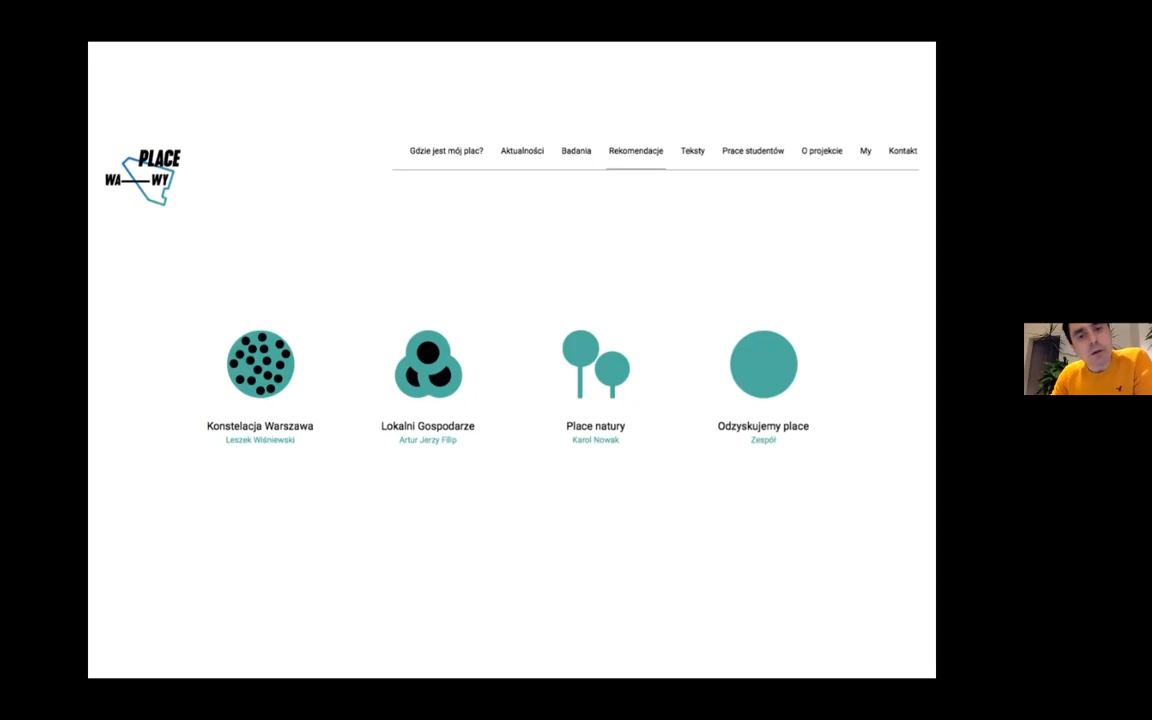 PLACE
WA—WY
Gdzie jest mój plac? Aktualności Badania Rekomendacje Teksty Prace studentów O projekcie My Kontakt
Konstelacja Warszawa Lokalni Gospodarze Place natury Odzyskujemy place
Leszek Wiśniewski Artur Jerzy Filip Karol Nowak Zespół